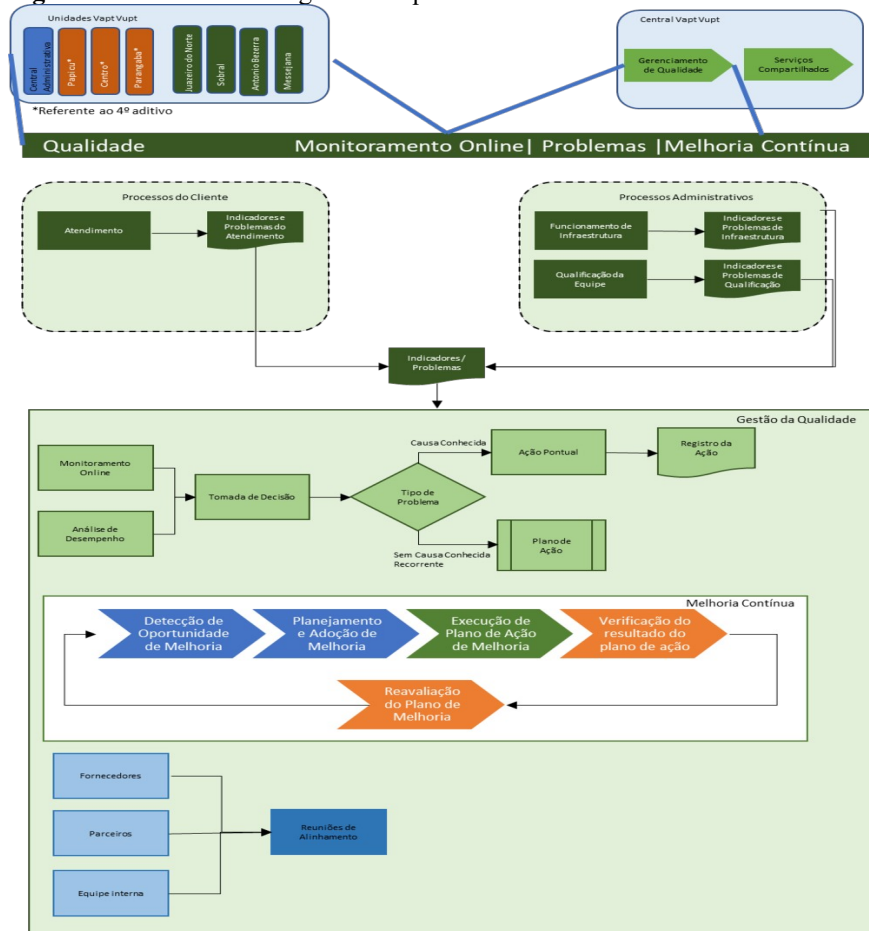 Unidades Vapt Vupt
Central
Administrativa
Papicu*
Centro*
Parangaba*
Juazeiro do Norte
Sobral
Antonio Bezerra
Messejana
*Referente ao 4º aditivo
Central Vapt Vupt
Gerenciamento
de Qualidade
Serviços
Compartilhados
Qualidade
Monitoramento Online| Problemas |Melhoria Contínua
Processos do Cliente
Atendimento
Indicadores e
Problemas do
Atendimento
Processos Administrativos
Funcionamento de
Infraestrutura
Indicadores e
Problemas de
Infraestrutura
Qualificação da
Equipe
Indicadores e
Problemas de
Qualificação
Indicadores /
Problemas
Gestão da Qualidade
Monitoramento
Online
Análise de
Desempenho
Tomada de Decisão
Tipo de
Problema
Causa Conhecida
Ação Pontual
Registro da
Ação
Sem Causa Conhecida
Recorrente
Plano de
Ação
Melhoria Contínua
Detecção de
Oportunidade
de Melhoria
Planejamento
e Adoção de
Melhoria
Execução de
Plano de Ação
de Melhoria
Verificação do
resultado do
plano de ação
Reavaliação
do Plano de
Melhoria
Fornecedores
Parceiros
Equipe interna
Reuniões de
Alinhamento